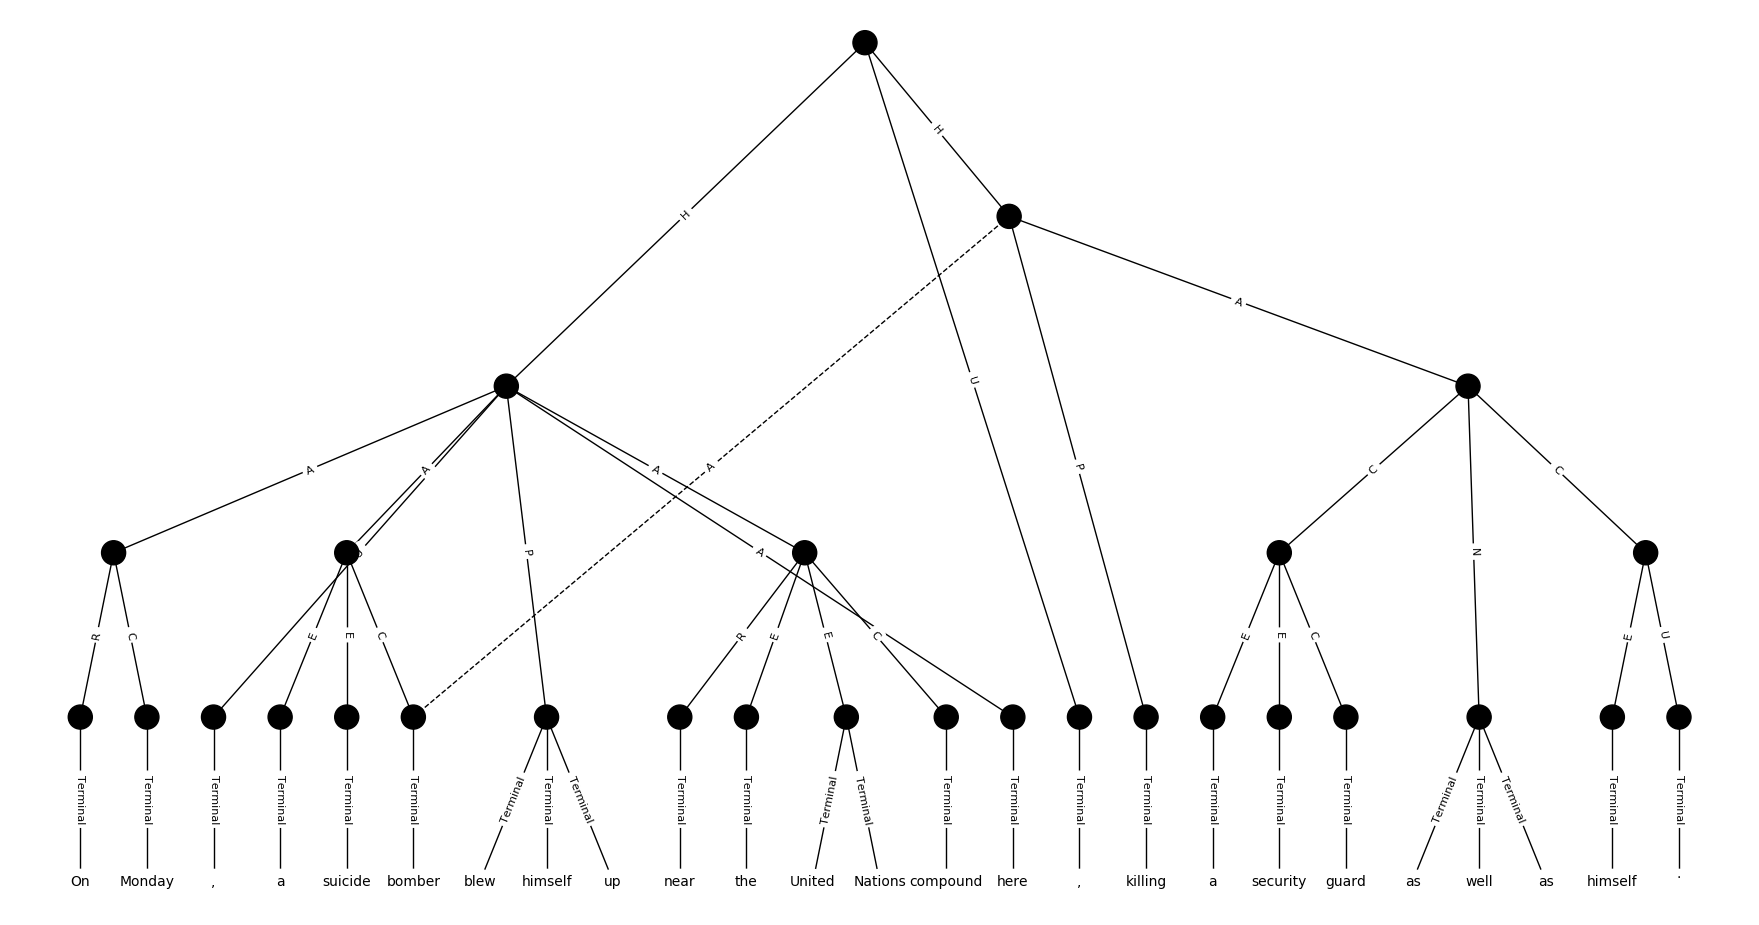 H
H
A
U
A
A A A A P C C
U P A N
R C E E C R E E C E E C E U
Terminal Terminal Terminal Terminal Terminal Terminal Terminal Terminal Terminal Terminal Terminal Terminal Terminal Terminal Terminal Terminal Terminal Terminal Terminal Terminal Terminal Terminal Terminal Terminal Terminal
On Monday , a suicide bomber blew himself up near the United Nations compound here , killing a security guard as well as himself .